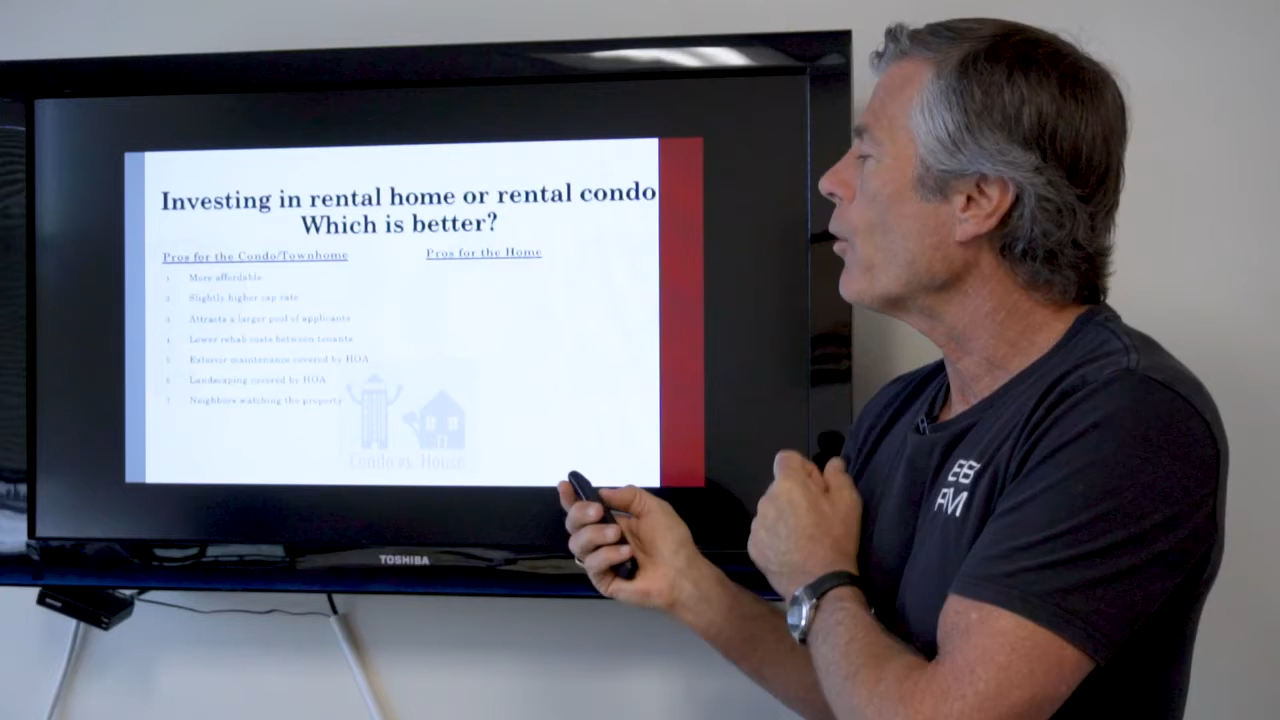 Investing in rental home or rental condo
Which is better?
Pros for the Condo/Townhome
1. More affordable
2. Slightly higher cap rate
3. Attracts a larger pool of applicants
4. Lower rehab costs between tenants
5. Exterior maintenance covered by HOA
6. Landscaping covered by HOA
7. Neighbors watching the property
Pros for the Home
Condo vs. House
TOSHIBA
EB
PM